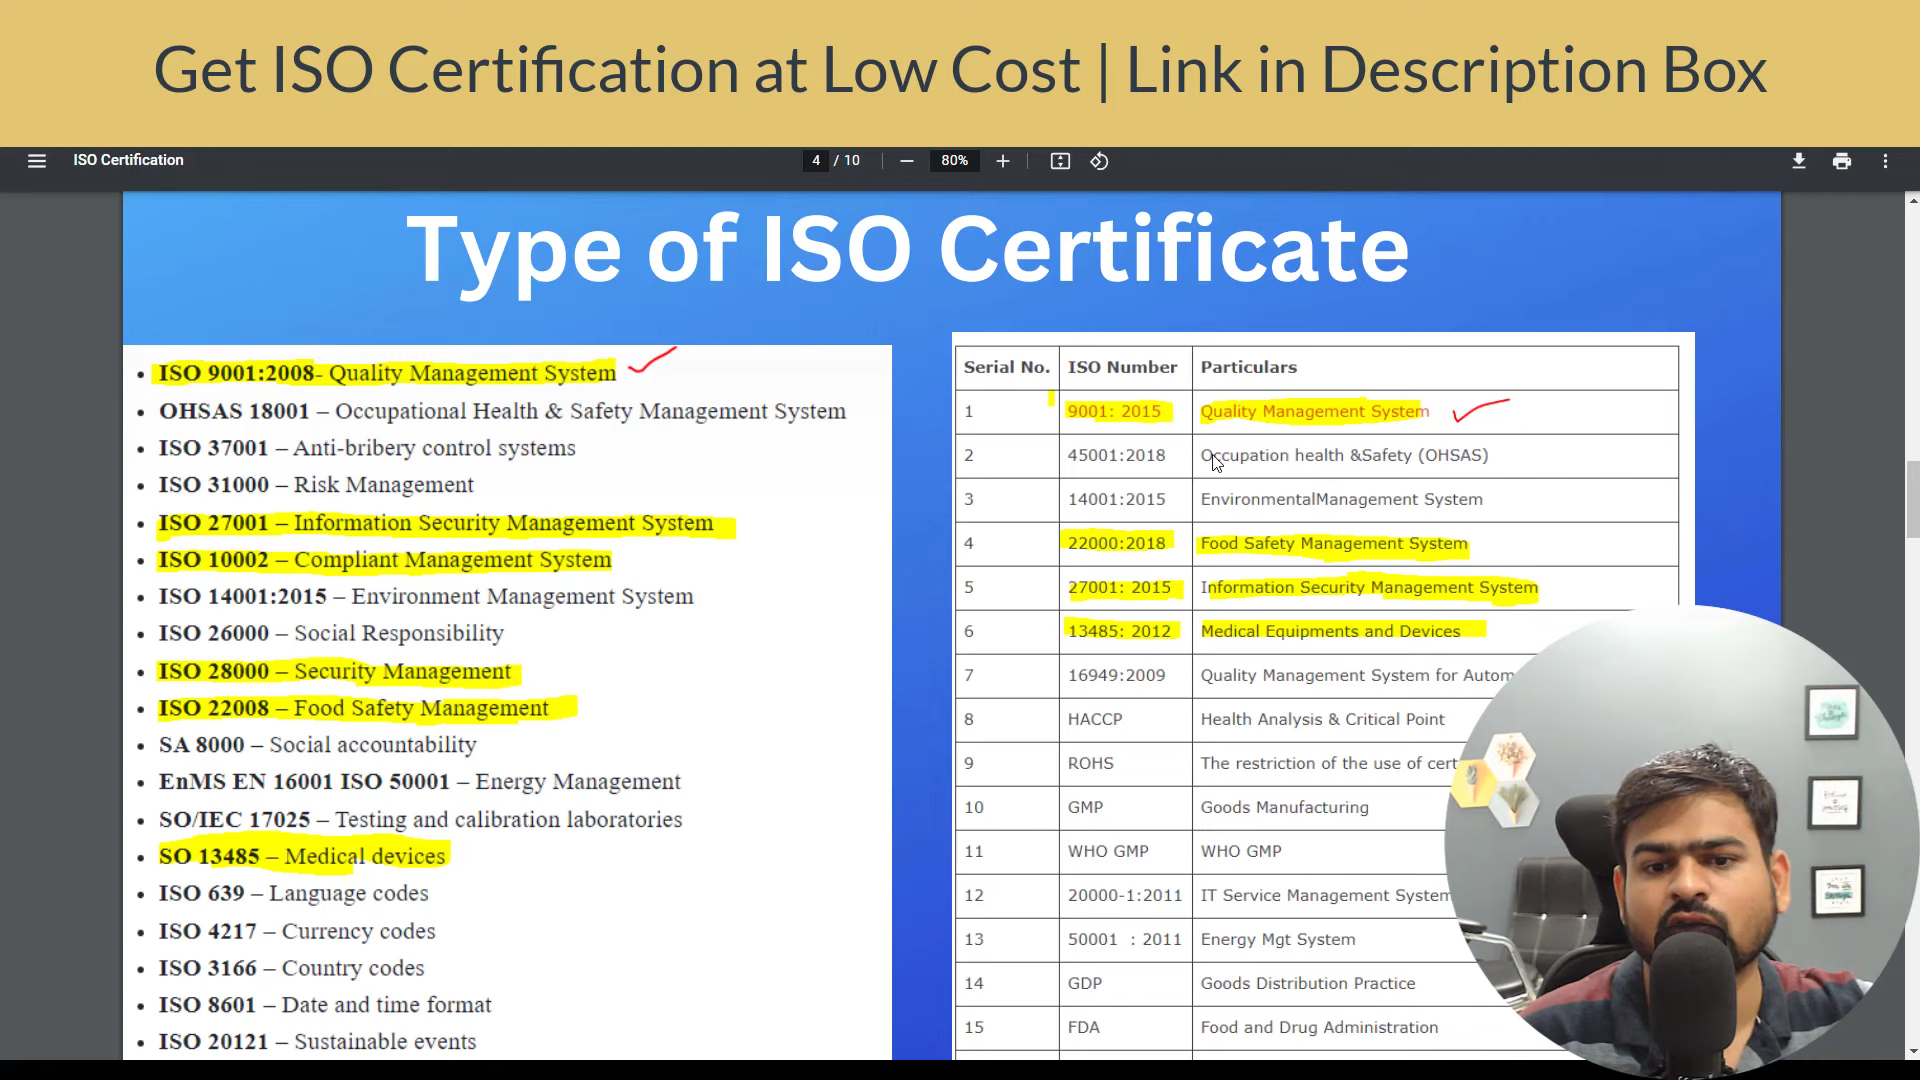 Get ISO Certification at Low Cost | Link in Description Box
ISO Certification
4 / 10
80%
Type of ISO Certificate
ISO 9001:2008- Quality Management System
OHSAS 18001 – Occupational Health & Safety Management System
ISO 37001 – Anti-bribery control systems
ISO 31000 – Risk Management
ISO 27001 – Information Security Management System
ISO 10002 – Compliant Management System
ISO 14001:2015 – Environment Management System
ISO 26000 – Social Responsibility
ISO 28000 – Security Management
ISO 22008 – Food Safety Management
SA 8000 – Social accountability
EnMS EN 16001 ISO 50001 – Energy Management
SO/IEC 17025 – Testing and calibration laboratories
SO 13485 – Medical devices
ISO 639 – Language codes
ISO 4217 – Currency codes
ISO 3166 – Country codes
ISO 8601 – Date and time format
ISO 20121 – Sustainable events
Serial No. ISO Number Particulars
1 9001: 2015 Quality Management System
2 45001:2018 Occupation health &Safety (OHSAS)
3 14001:2015 EnvironmentalManagement System
4 22000:2018 Food Safety Management System
5 27001: 2015 Information Security Management System
6 13485: 2012 Medical Equipments and Devices
7 16949:2009 Quality Management System for Autom
8 HACCP Health Analysis & Critical Point
9 ROHS The restriction of the use of cert
10 GMP Goods Manufacturing
11 WHO GMP WHO GMP
12 20000-1:2011 IT Service Management System
13 50001 : 2011 Energy Mgt System
14 GDP Goods Distribution Practice
15 FDA Food and Drug Administration